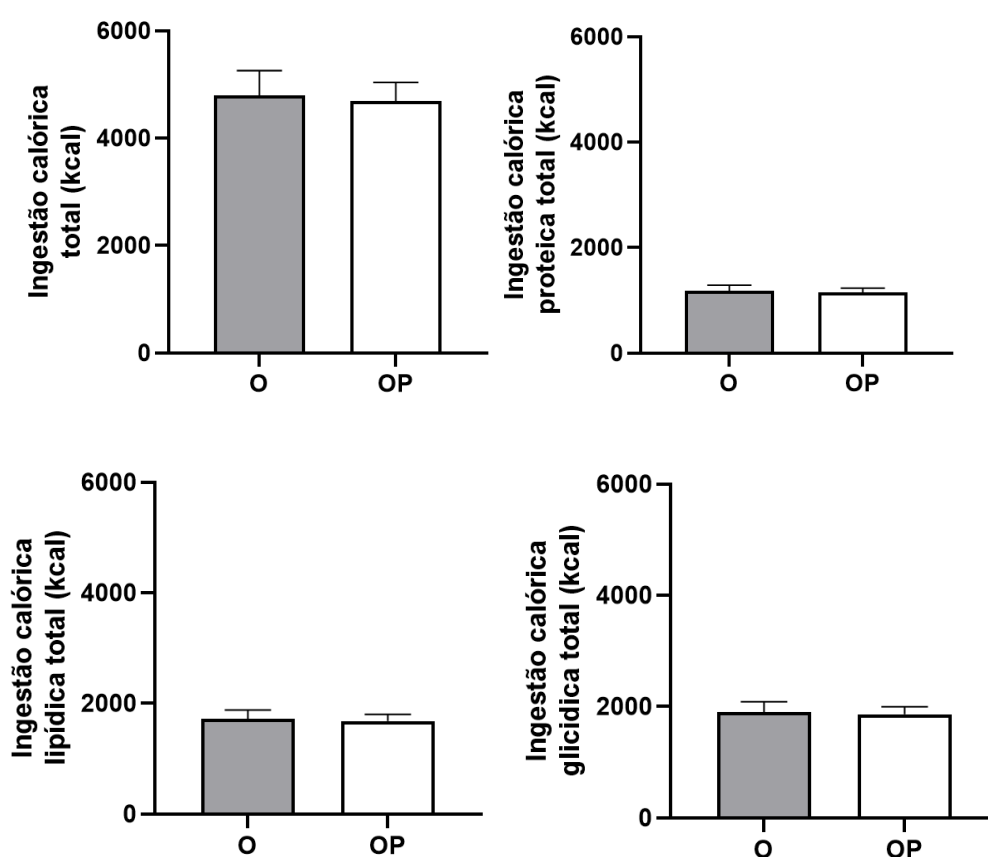 Ingestão calórica
total (kcal)
6000
4000
2000
0
O
OP
Ingestão calórica
proteica total (kcal)
6000
4000
2000
0
O
OP
Ingestão calórica
lipídica total (kcal)
6000
4000
2000
0
O
OP
Ingestão calórica
glicidica total (kcal)
6000
4000
2000
0
O
OP